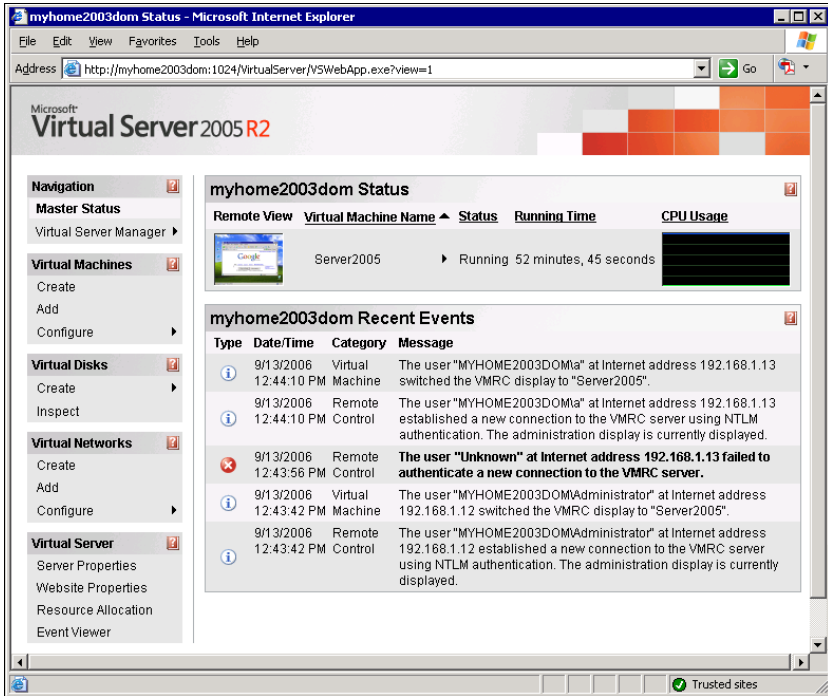 myhome2003dom Status - Microsoft Internet Explorer
File Edit View Favorites Tools Help
Address http://myhome2003dom:1024/VirtualServer/VSWebApp.exe?view=1 Go
Microsoft
Virtual Server 2005 R2
Navigation
Master Status
Virtual Server Manager
Virtual Machines
Create
Add
Configure
Virtual Disks
Create
Inspect
Virtual Networks
Create
Add
Configure
Virtual Server
Server Properties
Website Properties
Resource Allocation
Event Viewer
myhome2003dom Status
Remote View Virtual Machine Name Status Running Time CPU Usage
Google
Server2005 Running 52 minutes, 45 seconds
myhome2003dom Recent Events
Type Date/Time Category Message
9/13/2006 Virtual The user "MYHOME2003DOM\a" at Internet address 192.168.1.13
12:44:10 PM Machine switched the VMRC display to "Server2005".
9/13/2006 Remote The user "MYHOME2003DOM\a" at Internet address 192.168.1.13
12:44:10 PM Control established a new connection to the VMRC server using NTLM
authentication. The administration display is currently displayed.
9/13/2006 Remote The user "Unknown" at Internet address 192.168.1.13 failed to
12:43:56 PM Control authenticate a new connection to the VMRC server.
9/13/2006 Virtual The user "MYHOME2003DOM\Administrator" at Internet address
12:43:42 PM Machine 192.168.1.12 switched the VMRC display to "Server2005".
9/13/2006 Remote The user "MYHOME2003DOM\Administrator" at Internet address
12:43:42 PM Control 192.168.1.12 established a new connection to the VMRC server
using NTLM authentication. The administration display is currently
displayed.
Trusted sites